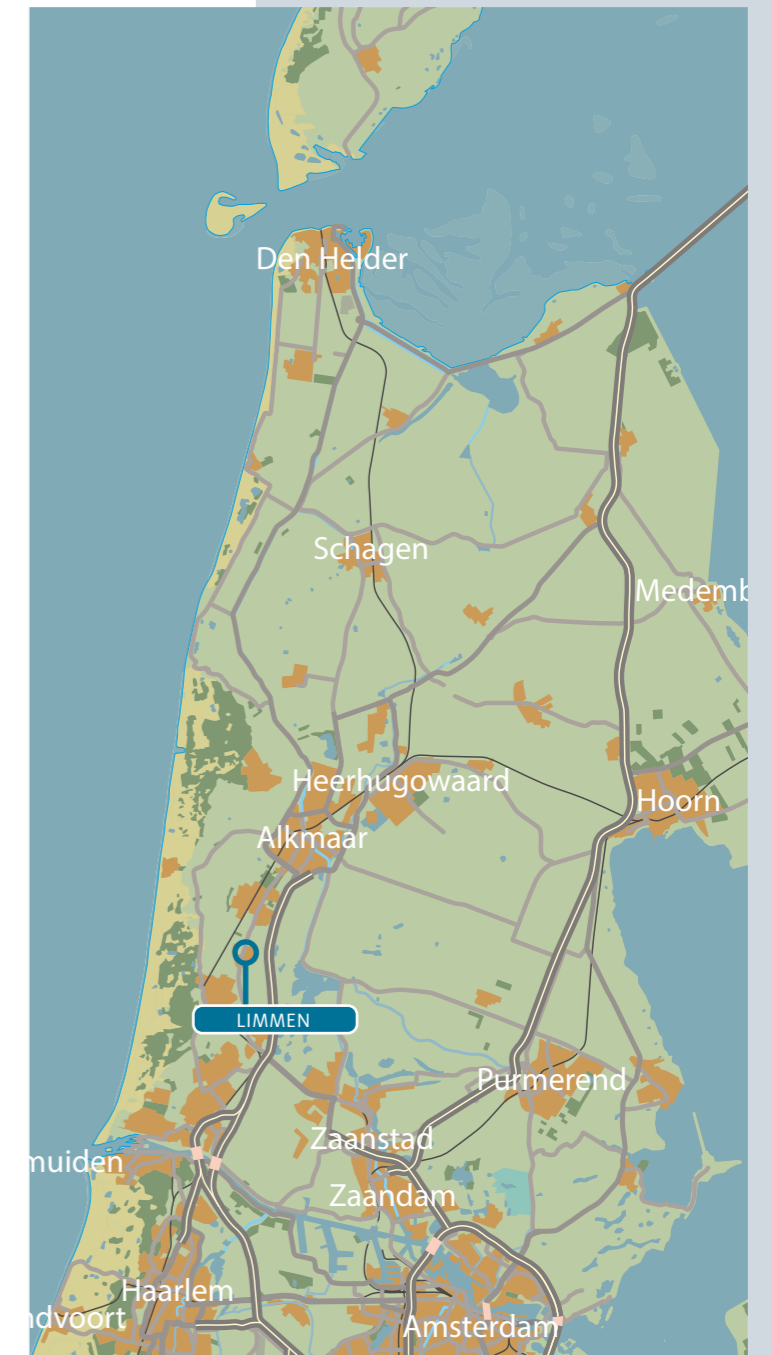 Den Helder
Schagen
Medemb
Heerhugowaard
Hoorn
Alkmaar
LIMMEN
Purmerend
Zaanstad
muiden
Zaandam
Haarlem
ndvoort
Amsterdam